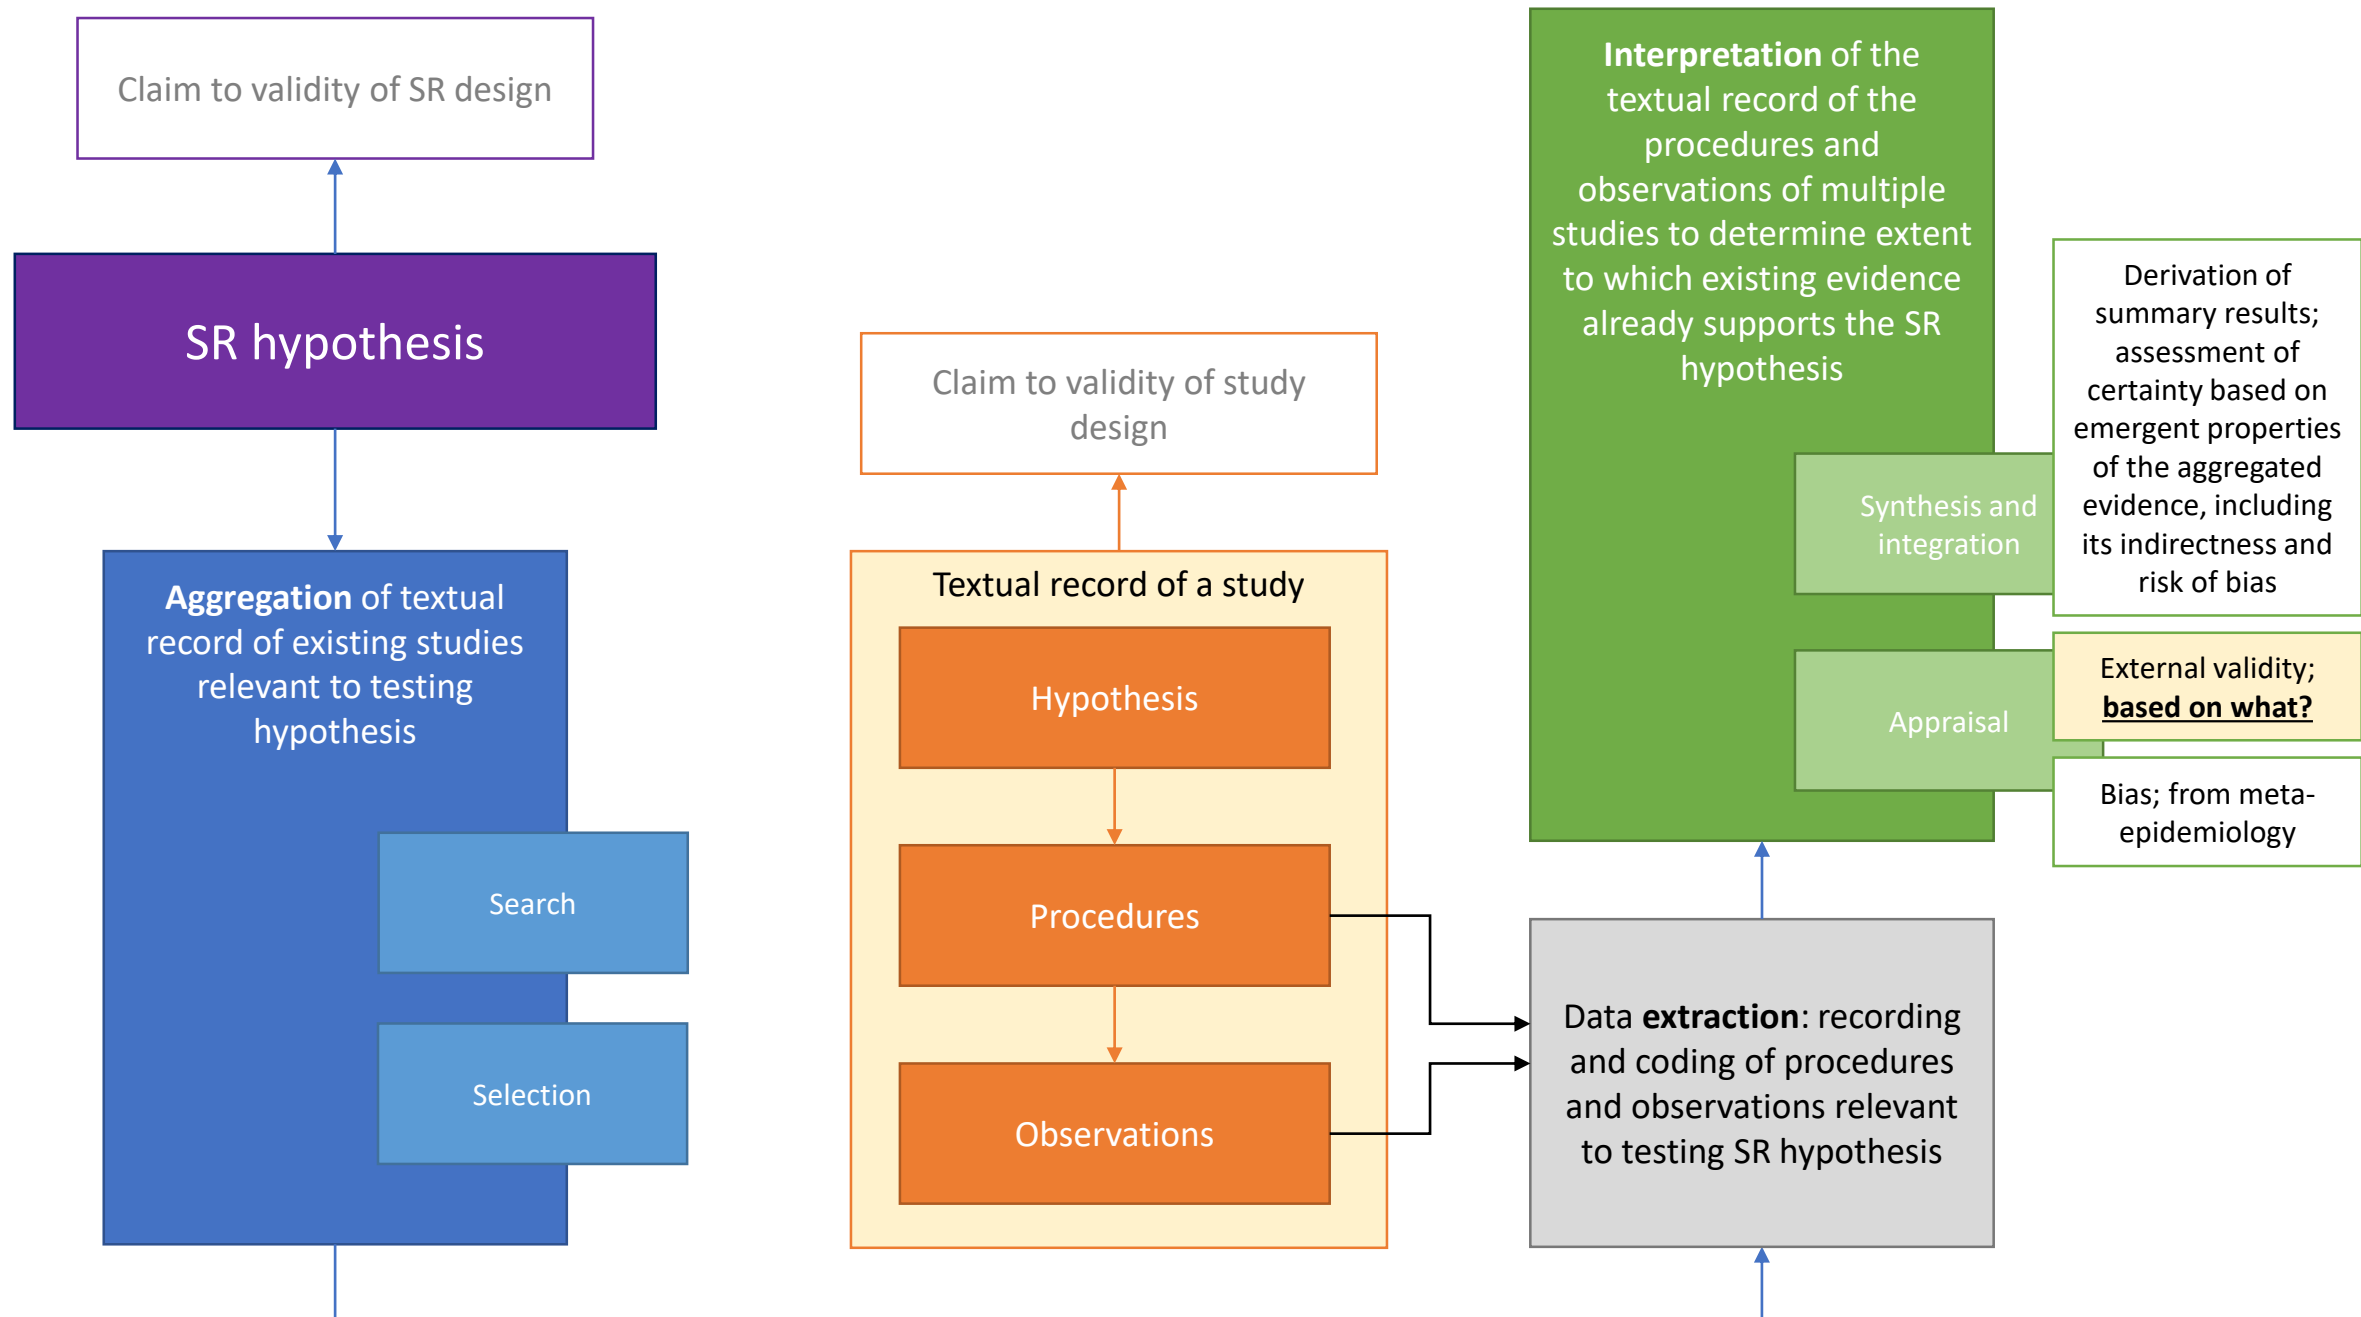 Claim to validity of SR design
SR hypothesis
Aggregation of textual
record of existing studies
relevant to testing
hypothesis
Search
Selection
Claim to validity of study
design
Textual record of a study
Hypothesis
Procedures
Observations
Interpretation of the
textual record of the
procedures and
observations of multiple
studies to determine extent
to which existing evidence
already supports the SR
hypothesis
Synthesis and
integration
Appraisal
Derivation of
summary results;
assessment of
certainty based on
emergent properties
of the aggregated
evidence, including
its indirectness and
risk of bias
External validity;
based on what?
Bias; from meta-
epidemiology
Data extraction: recording
and coding of procedures
and observations relevant
to testing SR hypothesis